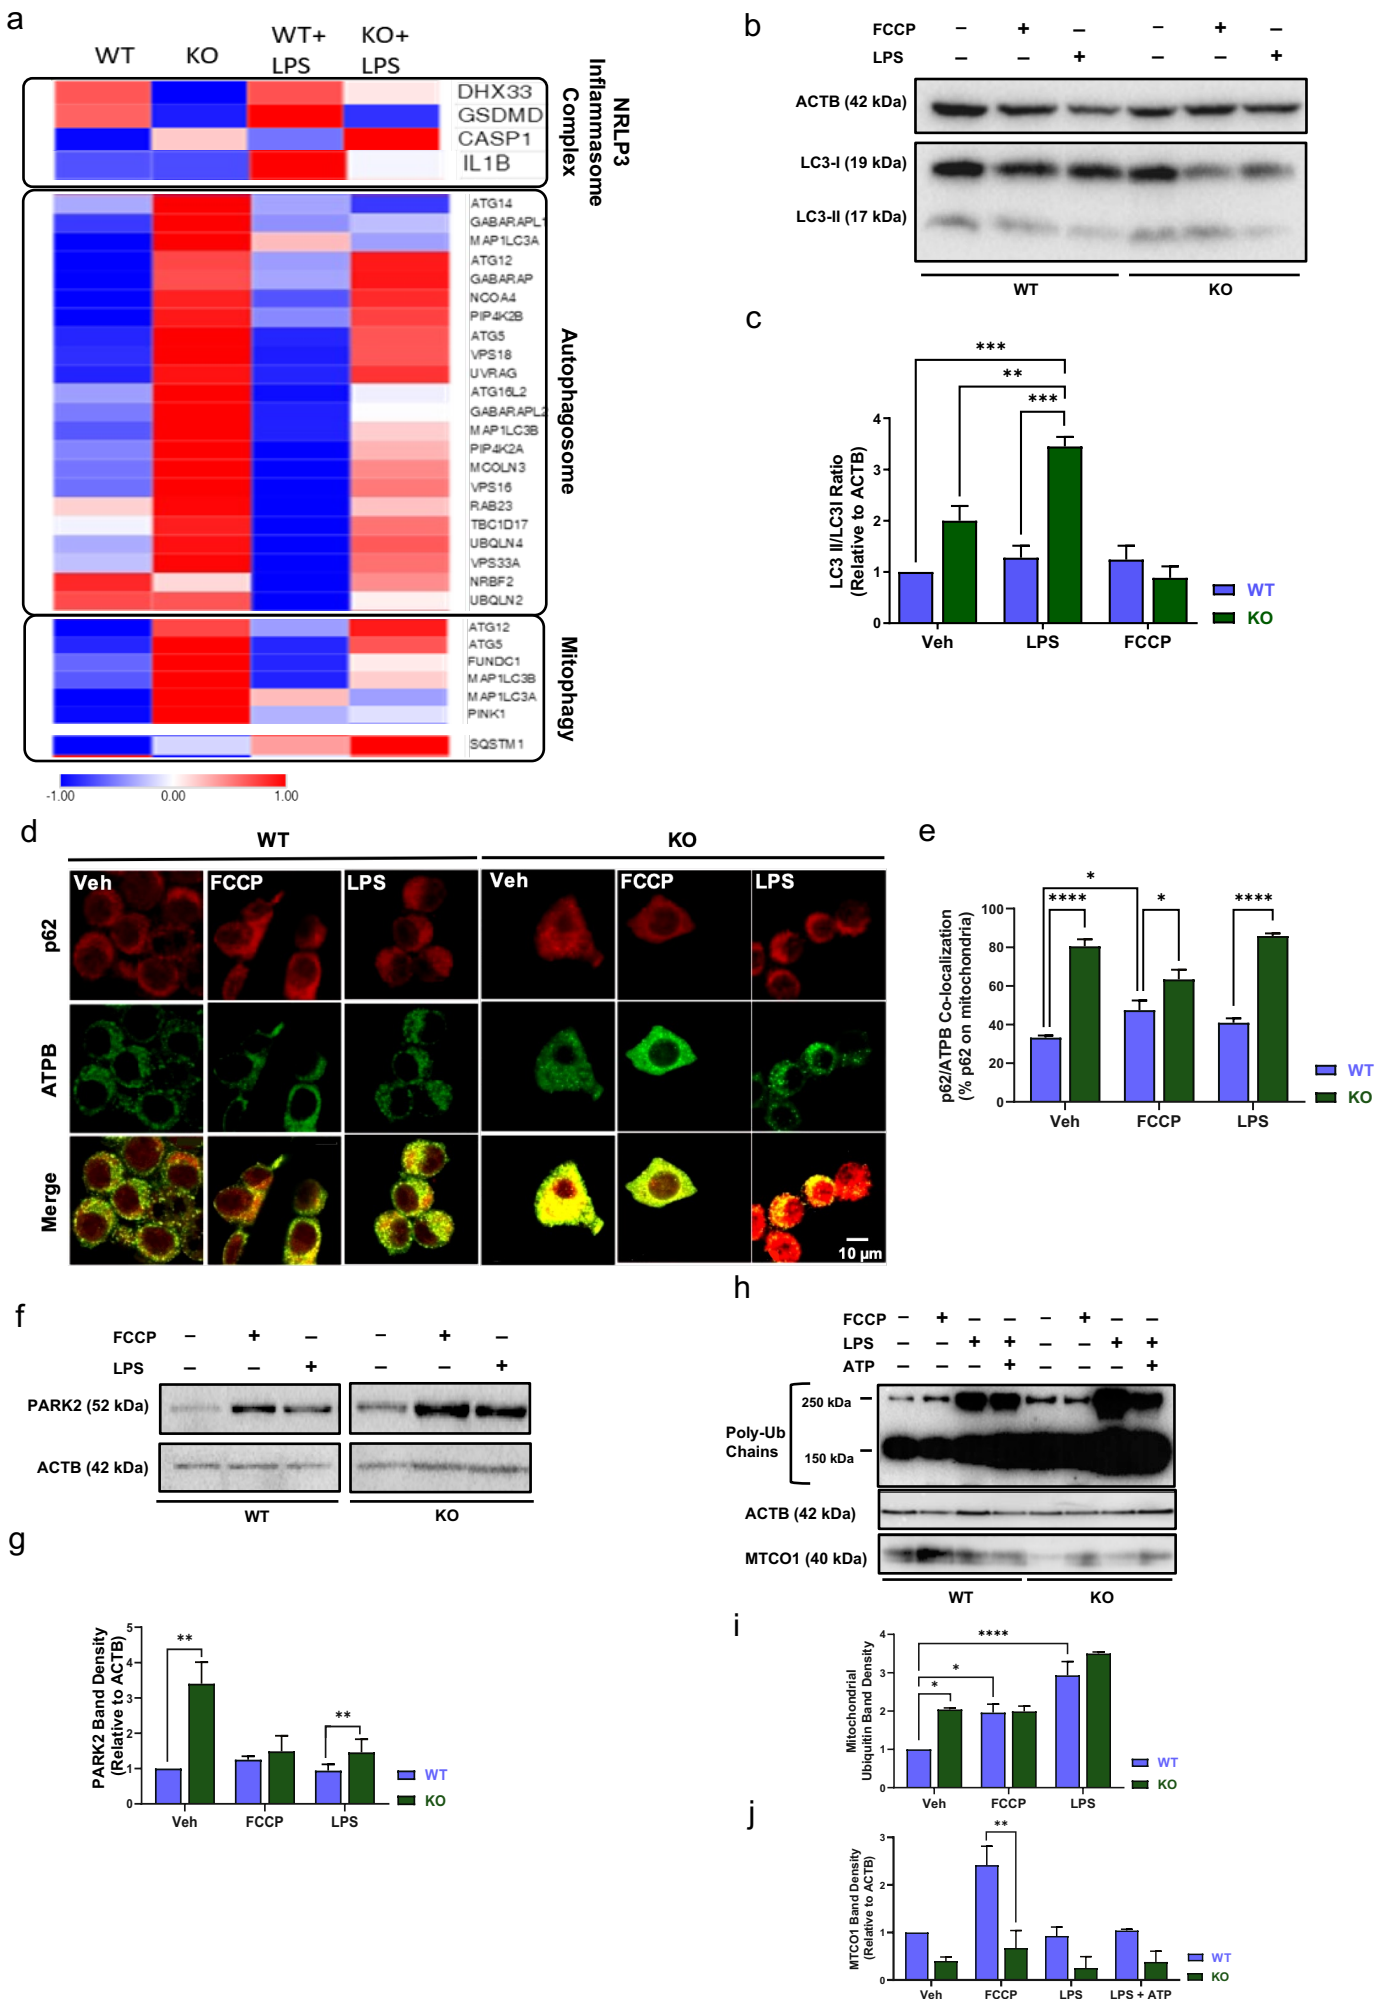 a
WT
KO
WT+
LPS
KO+
LPS
DHX33
GSDMD
CASP1
IL1B
NRLP3
Inflammasome
Complex
ATG14
GABARAPL1
MAP1LC3A
ATG12
GABARAP
NCOA4
PIP4K2B
ATG5
VPS18
UVRAG
ATG16L2
GABARAPL2
MAP1LC3B
PIP4K2A
MCOLN3
VPS16
RAB23
TBC1D17
UBQLN4
VPS33A
NRBF2
UBQLN2
Autophagosome
ATG12
ATG5
FUNDC1
MAP1LC3B
MAP1LC3A
PINK1
SQSTM1
Mitophagy
-1.00 0.00 1.00
b
FCCP − + − − + −
LPS − − + − − +
ACTB (42 kDa)
LC3-I (19 kDa)
LC3-II (17 kDa)
WT KO
c
LC3 II/LC3I Ratio
(Relative to ACTB)
4
3
2
1
0
***
**
***
Veh LPS FCCP
WT
KO
d
WT KO
Veh FCCP LPS Veh FCCP LPS
p62
ATPB
Merge
10 µm
e
p62/ATPB Co-localization
(% p62 on mitochondria)
100
80
60
40
20
0
*
**** * ****
Veh FCCP LPS
WT
KO
f
FCCP − + − − + −
LPS − − + − − +
PARK2 (52 kDa)
ACTB (42 kDa)
WT KO
g
PARK2 Band Density
(Relative to ACTB)
5
4
3
2
1
0
**
**
Veh FCCP LPS
WT
KO
h
FCCP − + − − − + − −
LPS − − + + − − + +
ATP − − − + − − − +
Poly-Ub
Chains
250 kDa
150 kDa
ACTB (42 kDa)
MTCO1 (40 kDa)
WT KO
i
Mitochondrial
Ubiquitin Band Density
4
3
2
1
0
****
*
*
Veh FCCP LPS
WT
KO
j
MTCO1 Band Density
(Relative to ACTB)
3
2
1
0
**
Veh FCCP LPS LPS + ATP
WT
KO